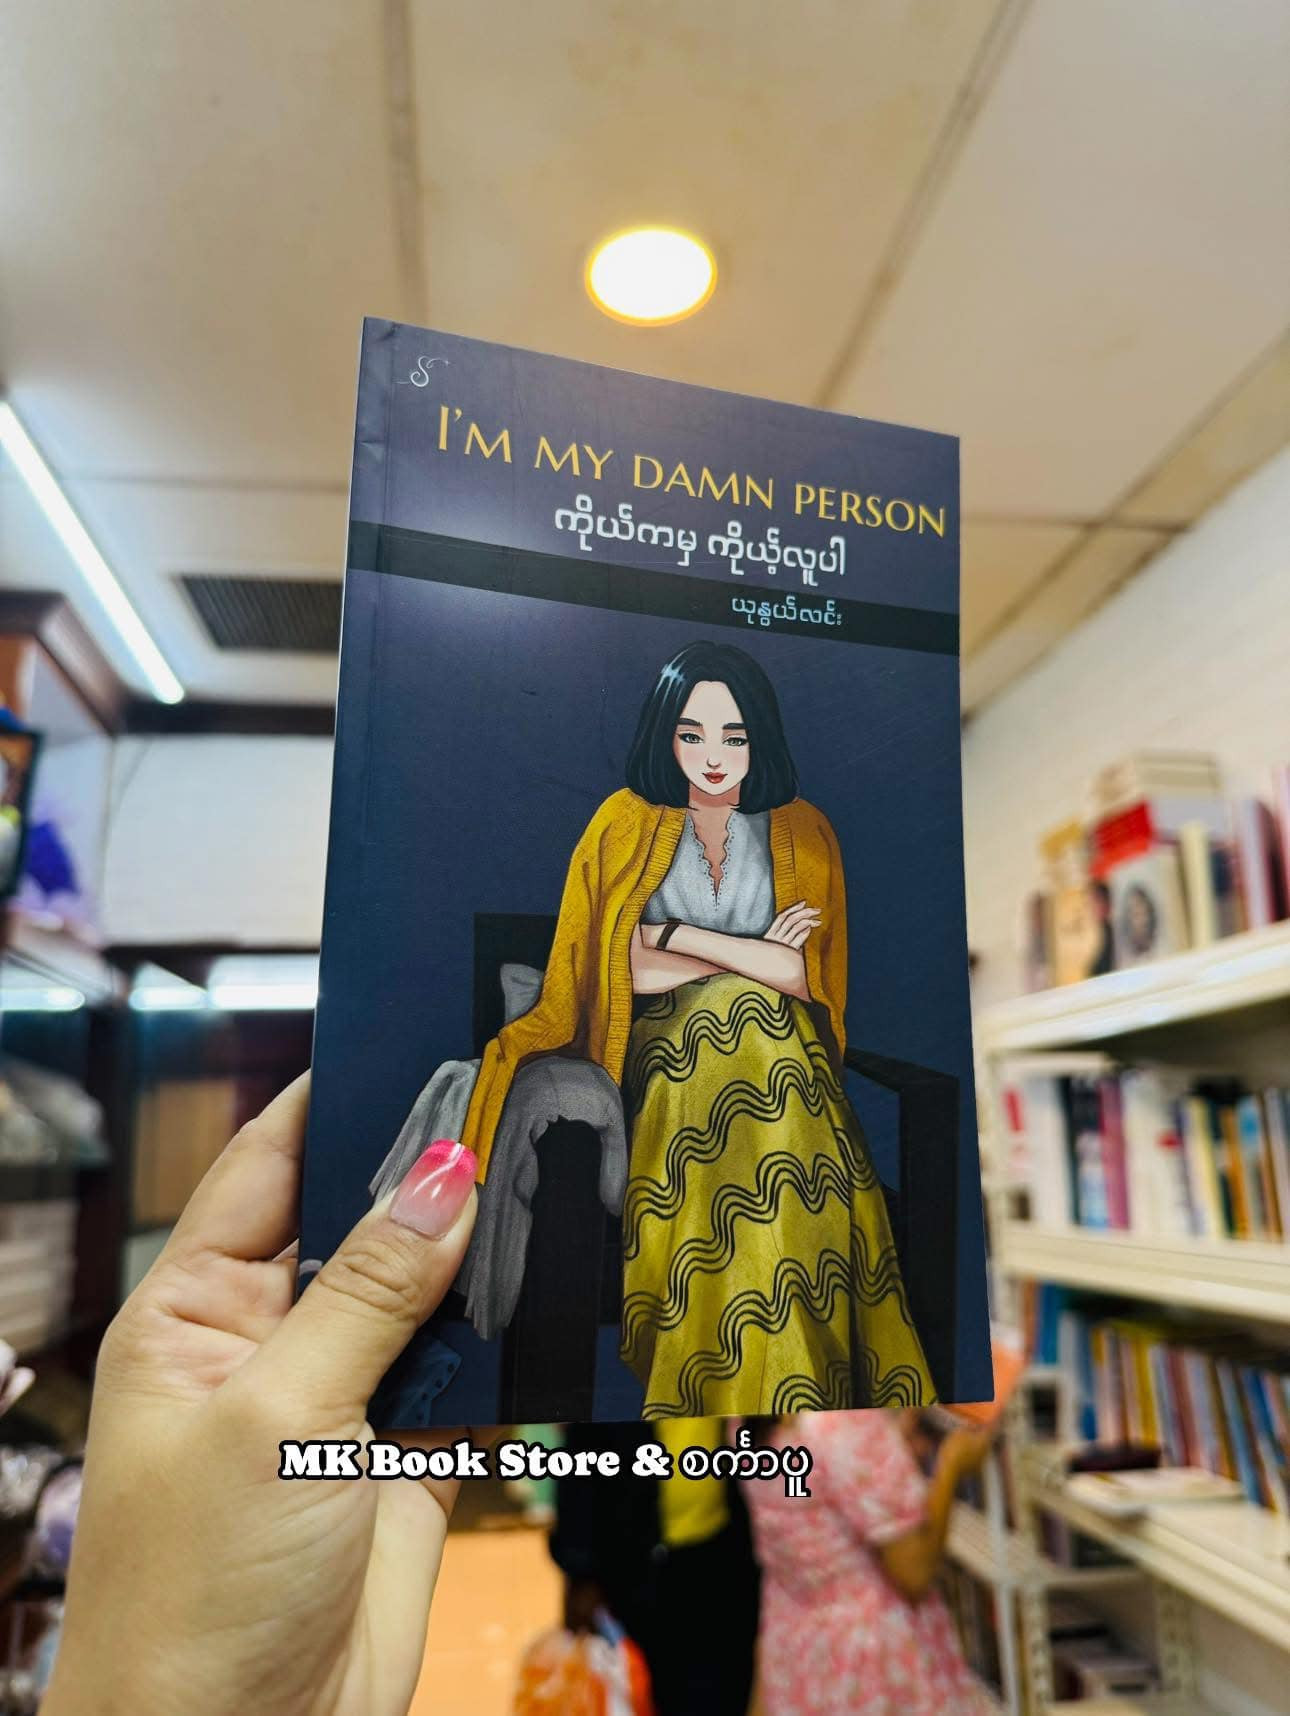 I'M MY DAMN PERSON
ကိုယ်ကမှ ကိုယ့်လူပါ
ယုနွယ်လင်း
MK Book Store & စင်္ကာပူ